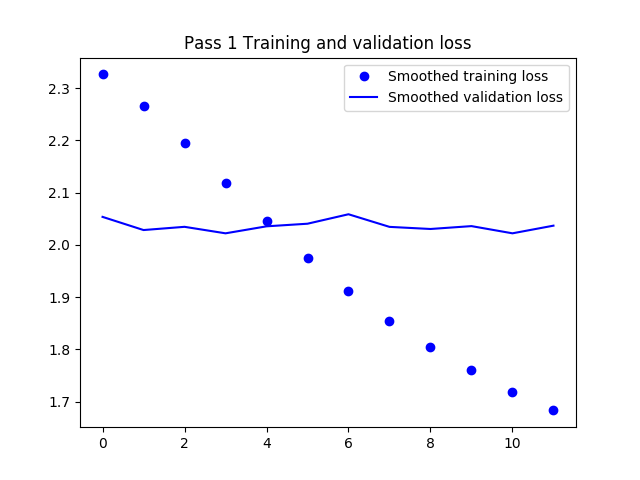 Pass 1 Training and validation loss
Smoothed training loss
Smoothed validation loss
2.3
2.2
2.1
2.0
1.9
1.8
1.7
0 2 4 6 8 10